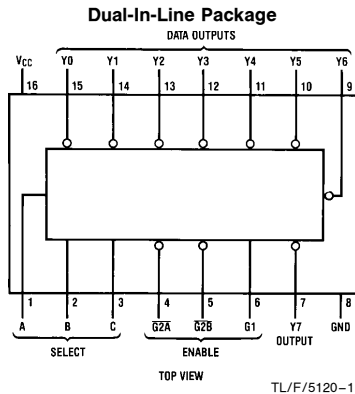 Dual-In-Line Package
DATA OUTPUTS
VCC Y0 Y1 Y2 Y3 Y4 Y5 Y6
16 15 14 13 12 11 10 9
1 2 3 4 5 6 7 8
A B C G2A G2B G1 Y7 GND
OUTPUT
SELECT ENABLE
TOP VIEW
TL/F/5120–1